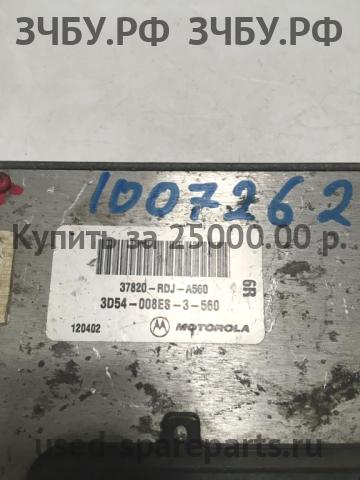 ЗЧБУ.РФ ЗЧБУ.РФ
1007262
Купить за 25000.00 р.
37820-RDJ-A560
3D54-008ES-3-560
GR
120402 MOTOROLA
used-spareparts.ru